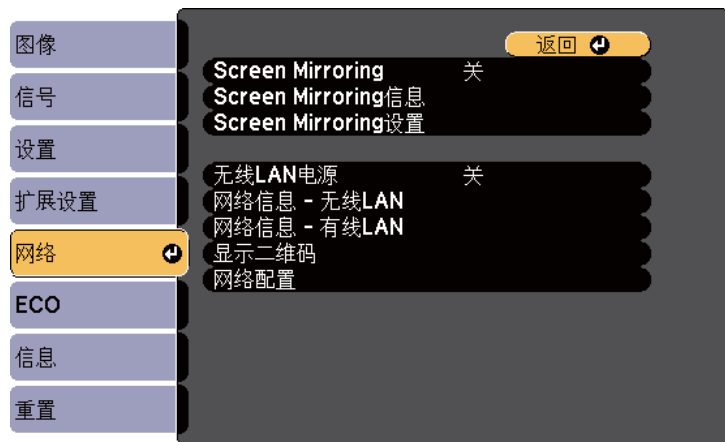 图像
信号
设置
扩展设置
网络
ECO
信息
重置
返回
Screen Mirroring 关
Screen Mirroring信息
Screen Mirroring设置
无线LAN电源 关
网络信息 - 无线LAN
网络信息 - 有线LAN
显示二维码
网络配置